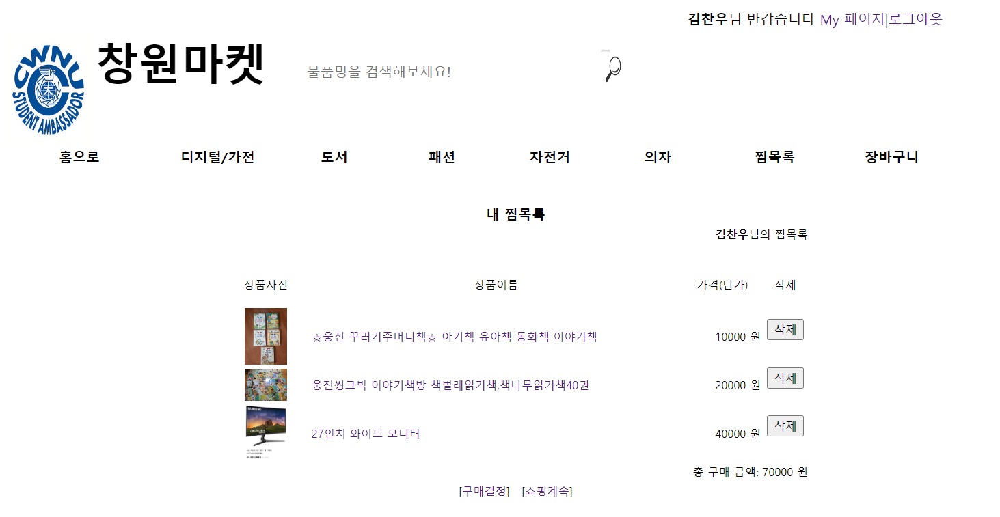 김찬우님 반갑습니다 My 페이지|로그아웃
CWNU
STUDENT AMBASSADOR
창원마켓
물품명을 검색해보세요!
홈으로 디지털/가전 도서 패션 자전거 의자 찜목록 장바구니
내 찜목록
김찬우님의 찜목록
상품사진 상품이름 가격(단가) 삭제
☆웅진 꾸러기주머니책☆ 아기책 유아책 동화책 이야기책 10000 원 삭제
웅진씽크빅 이야기책방 책벌레읽기책,책나무읽기책40권 20000 원 삭제
27인치 와이드 모니터 40000 원 삭제
총 구매 금액: 70000 원
[구매결정] [쇼핑계속]